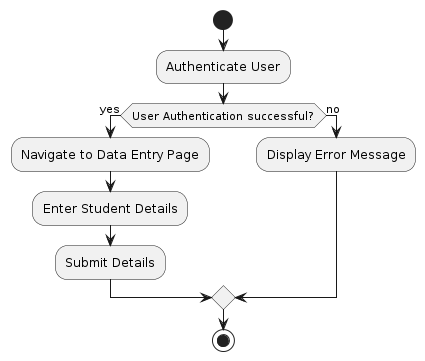 Authenticate User
User Authentication successful?
yes
no
Navigate to Data Entry Page
Display Error Message
Enter Student Details
Submit Details